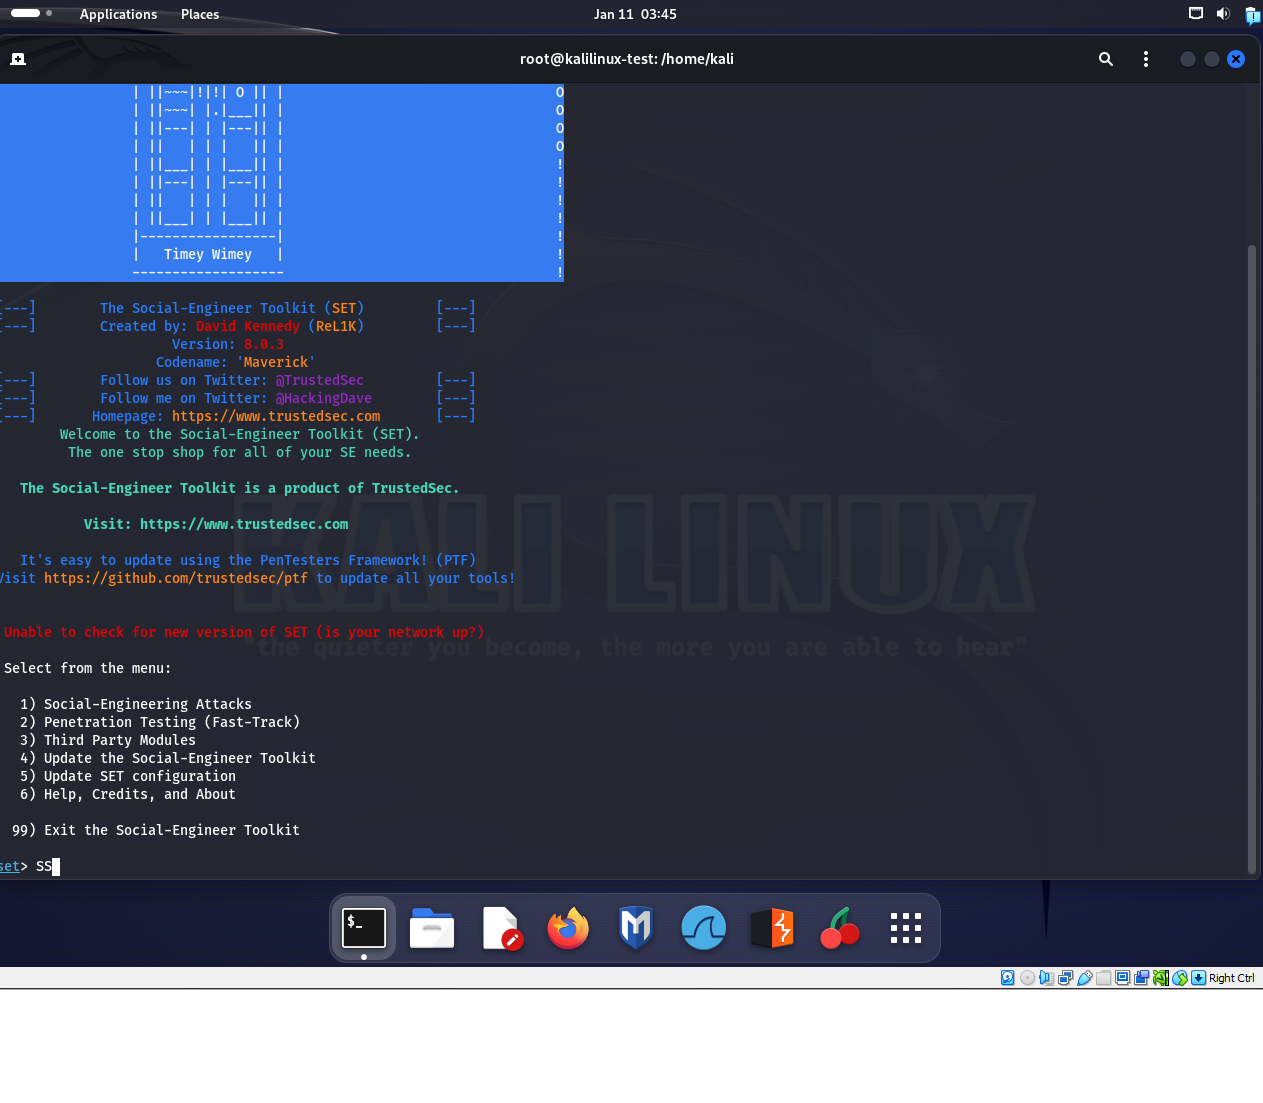 Applications Places Jan 11 03:45
root@kalilinux-test: /home/kali
| ||~~~|!|!| O || | O
| ||~~~| |.|___|| | O
| ||---| | |---|| | O
| || | | | || | O
| ||___| | |___|| | !
| ||---| | |---|| | !
| || | | | || | !
| ||___| | |___|| | !
|-----------------| !
| Timey Wimey | !
------------------- !
[---] The Social-Engineer Toolkit (SET) [---]
[---] Created by: David Kennedy (ReL1K) [---]
Version: 8.0.3
Codename: 'Maverick'
[---] Follow us on Twitter: @TrustedSec [---]
[---] Follow me on Twitter: @HackingDave [---]
[---] Homepage: https://www.trustedsec.com [---]
Welcome to the Social-Engineer Toolkit (SET).
The one stop shop for all of your SE needs.
The Social-Engineer Toolkit is a product of TrustedSec.
Visit: https://www.trustedsec.com
It's easy to update using the PenTesters Framework! (PTF)
Visit https://github.com/trustedsec/ptf to update all your tools!
KALI LINUX
Unable to check for new version of SET (is your network up?)
"the quieter you become, the more you are able to hear"
Select from the menu:
1) Social-Engineering Attacks
2) Penetration Testing (Fast-Track)
3) Third Party Modules
4) Update the Social-Engineer Toolkit
5) Update SET configuration
6) Help, Credits, and About
99) Exit the Social-Engineer Toolkit
set> SS
$_
Right Ctrl